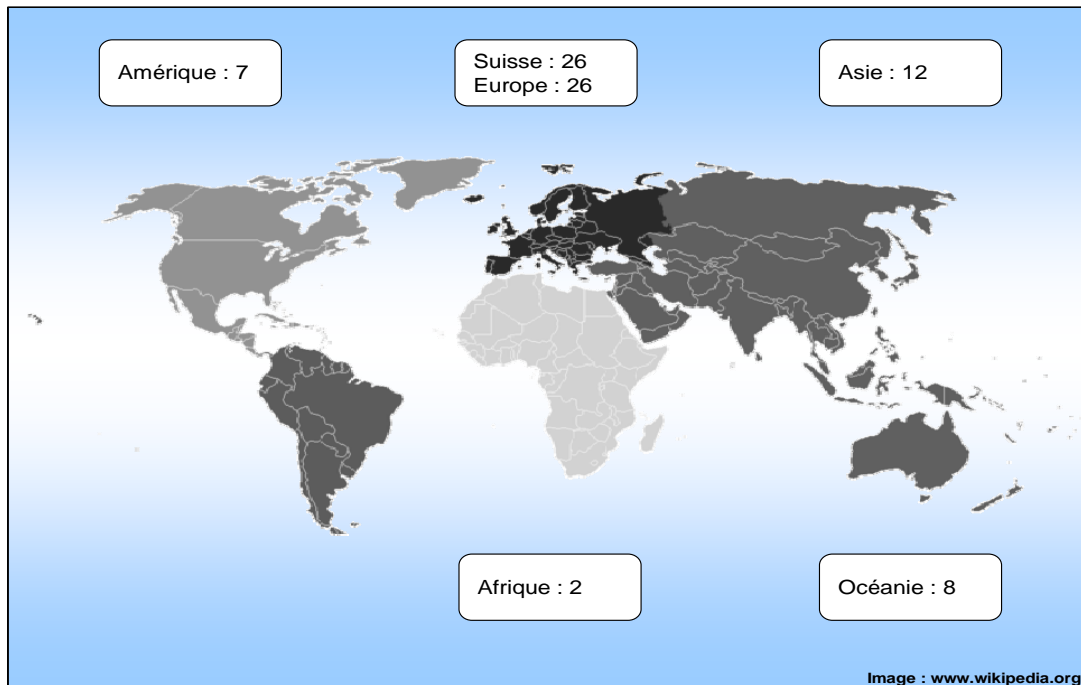 Amérique : 7
Suisse : 26
Europe : 26
Asie : 12
Afrique : 2
Océanie : 8
Image : www.wikipedia.org